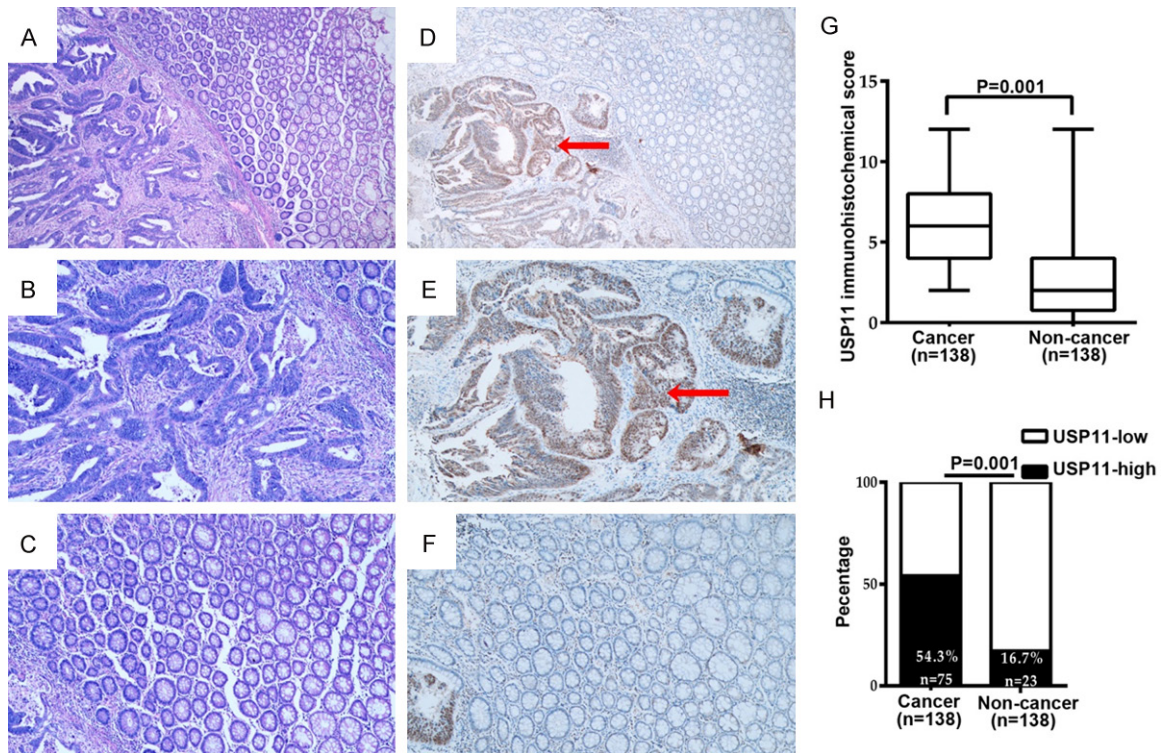 A
B
C
D
E
F
G
USP11 immunohistochemical score
15
10
5
0
P=0.001
Cancer
(n=138)
Non-cancer
(n=138)
H
USP11-low
USP11-high
P=0.001
Pecentage
100
50
0
54.3%
n=75
16.7%
n=23
Cancer
(n=138)
Non-cancer
(n=138)